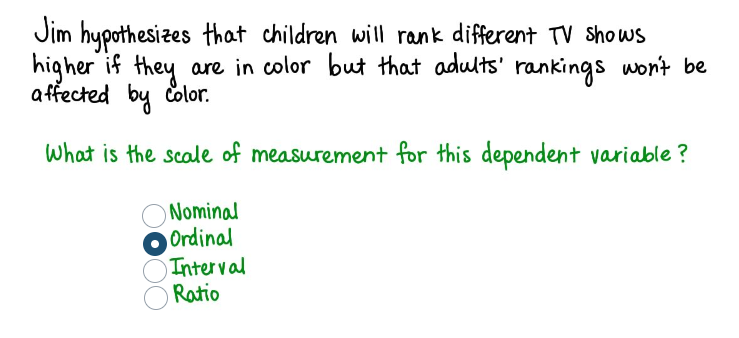 Jim hypothesizes that children will rank different TV shows
higher if they are in color but that adults' rankings won't be
affected by color.
What is the scale of measurement for this dependent variable?
Nominal
Ordinal
Interval
Ratio